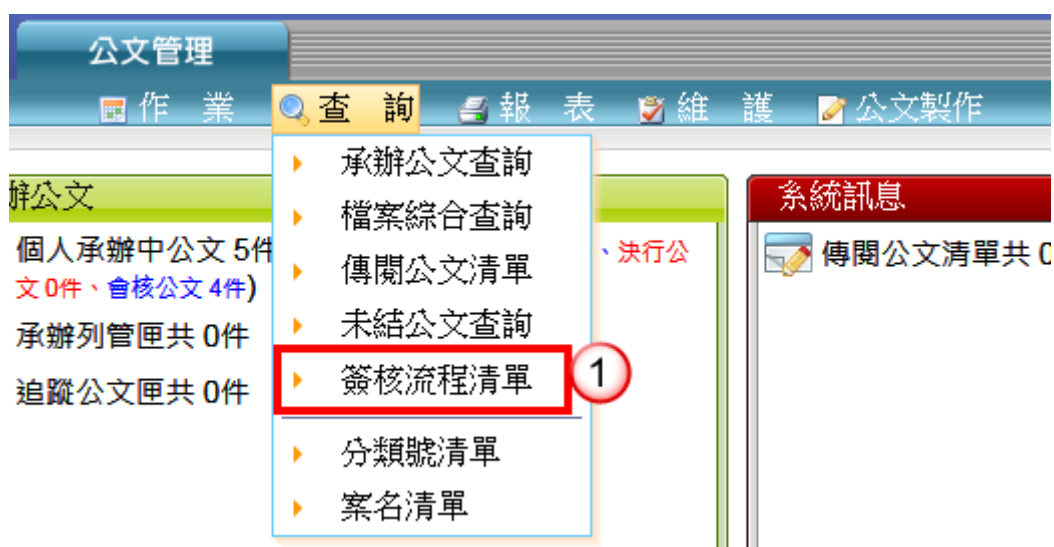 公文管理
作 業 查 詢 報 表 維 護 公文製作
承辦公文查詢
檔案綜合查詢
傳閱公文清單
未結公文查詢
簽核流程清單
1
分類號清單
案名清單
辦公文
個人承辦中公文 5件
、決行公
文 0件、會核公文 4件)
承辦列管匣共 0件
追蹤公文匣共 0件
系統訊息
傳閱公文清單共 0